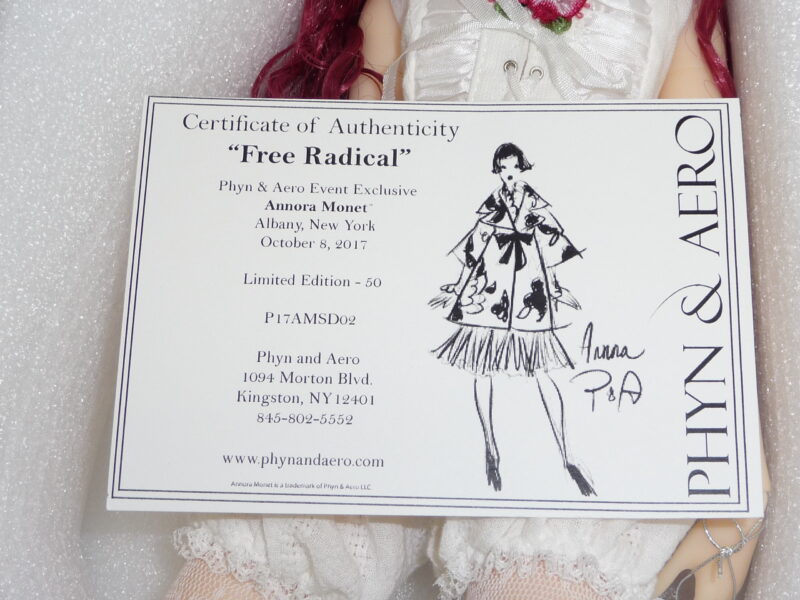 Certificate of Authenticity
“Free Radical”
Phyn & Aero Event Exclusive
Annora Monet™
Albany, New York
October 8, 2017
Limited Edition - 50
P17AMSD02
Phyn and Aero
1094 Morton Blvd.
Kingston, NY 12401
845-802-5552
www.phynandaero.com
Annora Monet is a trademark of Phyn & Aero LLC.
Annora
P&A
PHYN & AERO